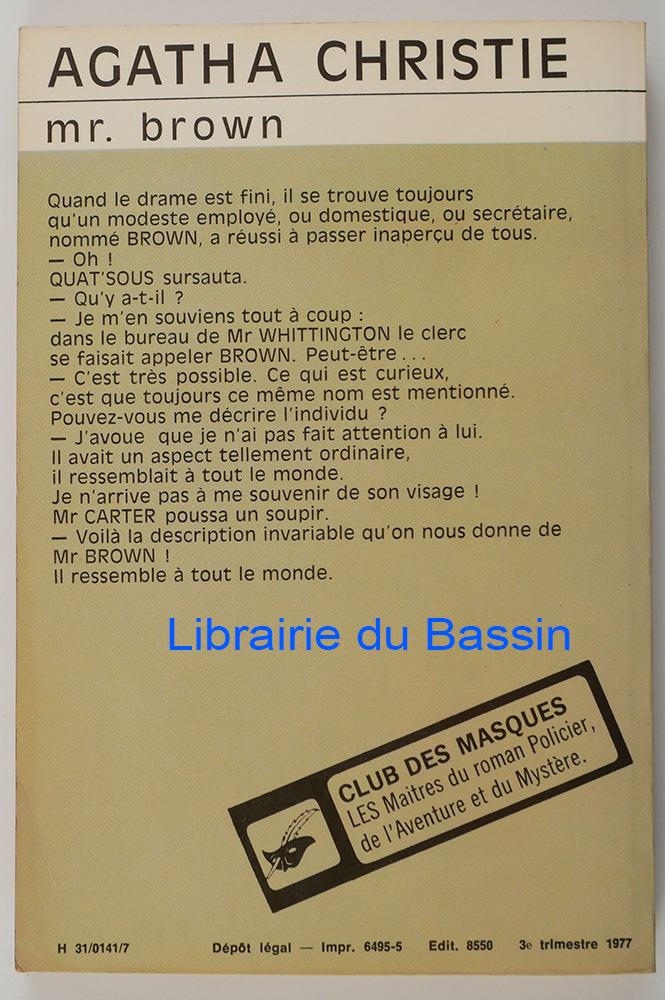 AGATHA CHRISTIE
mr. brown
Quand le drame est fini, il se trouve toujours
qu'un modeste employé, ou domestique, ou secrétaire,
nommé BROWN, a réussi à passer inaperçu de tous.
— Oh !
QUAT'SOUS sursauta.
— Qu'y a-t-il ?
— Je m'en souviens tout à coup :
dans le bureau de Mr WHITTINGTON le clerc
se faisait appeler BROWN. Peut-être ...
— C'est très possible. Ce qui est curieux,
c'est que toujours ce même nom est mentionné.
Pouvez-vous me décrire l'individu ?
— J'avoue que je n'ai pas fait attention à lui.
Il avait un aspect tellement ordinaire,
il ressemblait à tout le monde.
Je n'arrive pas à me souvenir de son visage !
Mr CARTER poussa un soupir.
— Voilà la description invariable qu'on nous donne de
Mr BROWN !
Il ressemble à tout le monde.
Librairie du Bassin
CLUB DES MASQUES
LES Maitres du roman Policier,
de l'Aventure et du Mystère.
H 31/0141/7 Dépôt légal — Impr. 6495-5 Edit. 8550 3e trimestre 1977